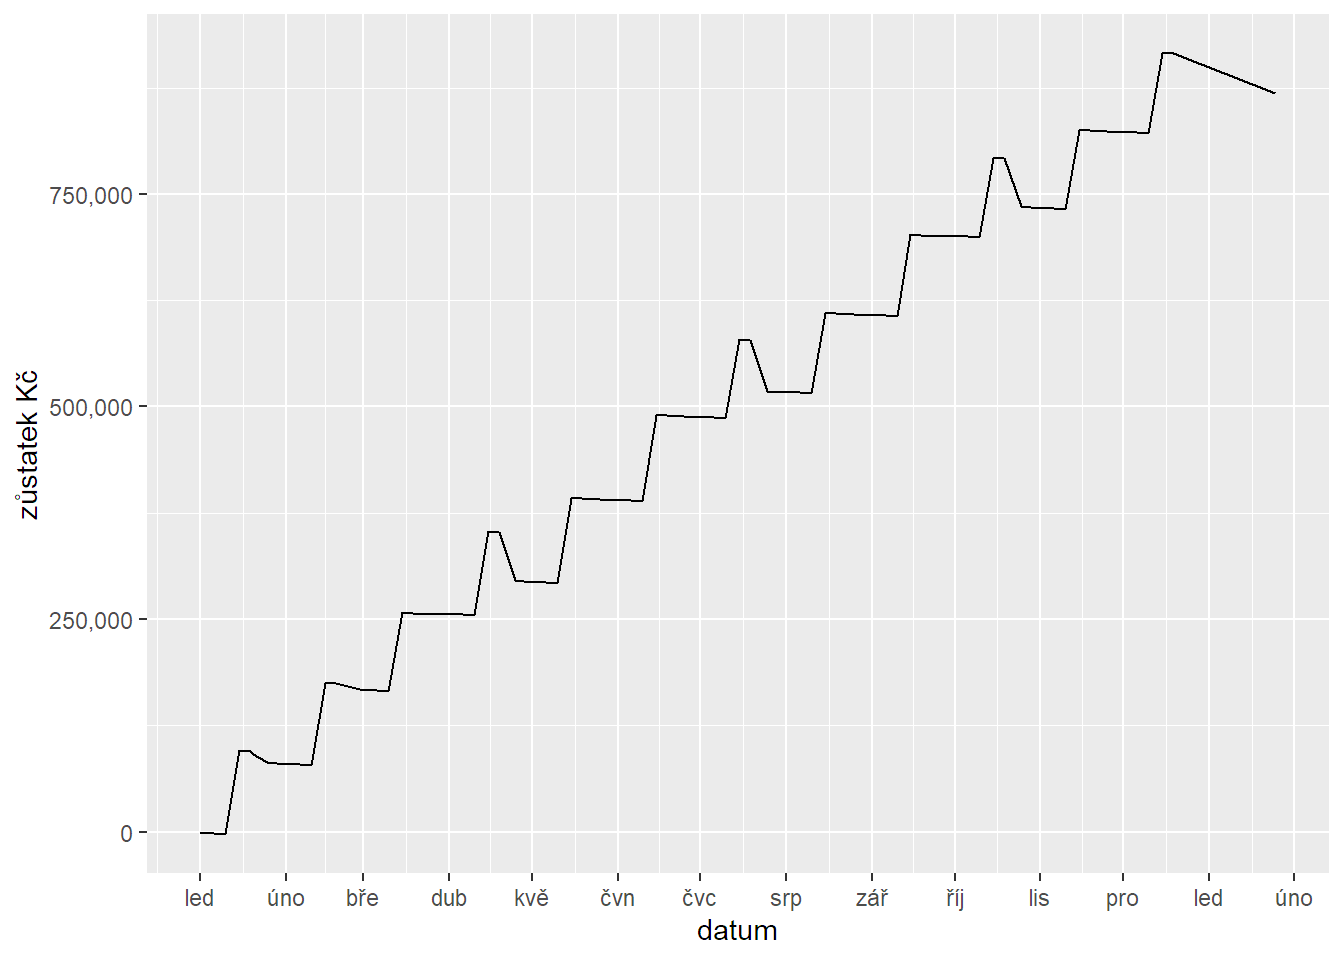 zůstatek Kč
750,000
500,000
250,000
0
led úno bře dub kvě čvn čvc srp zář říj lis pro led úno
datum